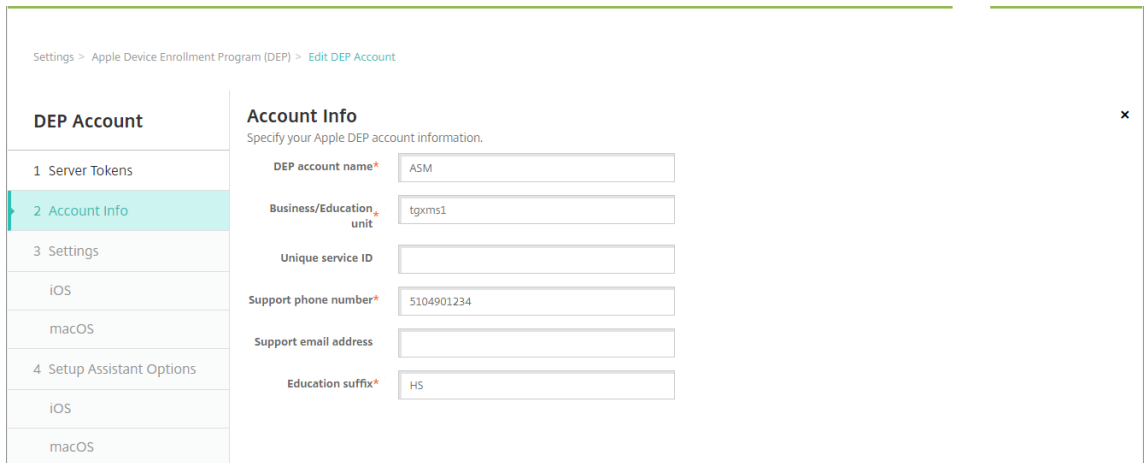 Settings > Apple Device Enrollment Program (DEP) > Edit DEP Account
DEP Account
1 Server Tokens
2 Account Info
3 Settings
iOS
macOS
4 Setup Assistant Options
iOS
macOS
Account Info
×
Specify your Apple DEP account information.
DEP account name* ASM
Business/Education unit* tgxms1
Unique service ID
Support phone number* 5104901234
Support email address
Education suffix* HS